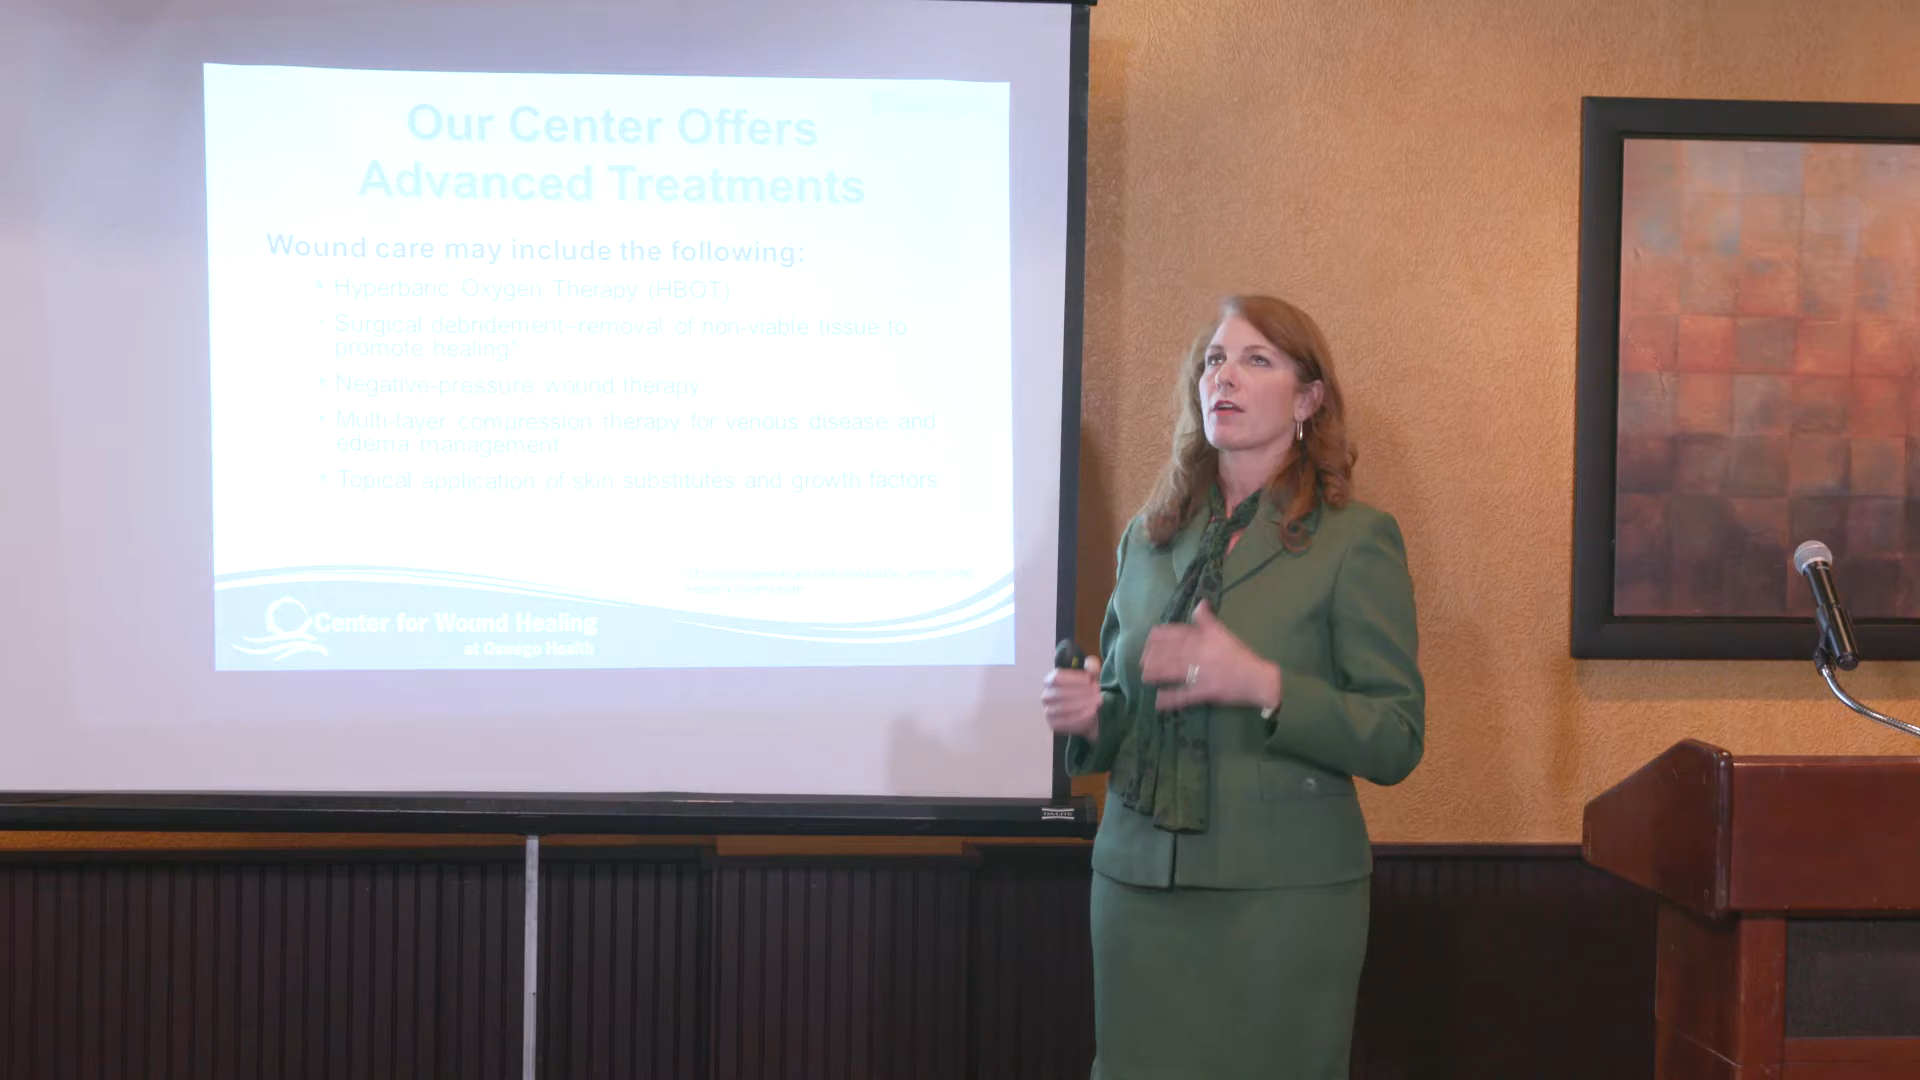 Our Center Offers
Advanced Treatments
Wound care may include the following:
• Hyperbaric Oxygen Therapy (HBOT)
• Surgical debridement–removal of non-viable tissue to
promote healing*
• Negative-pressure wound therapy
• Multi-layer compression therapy for venous disease and
edema management
• Topical application of skin substitutes and growth factors
Center for Wound Healing
at Oswego Health
DA-LITE